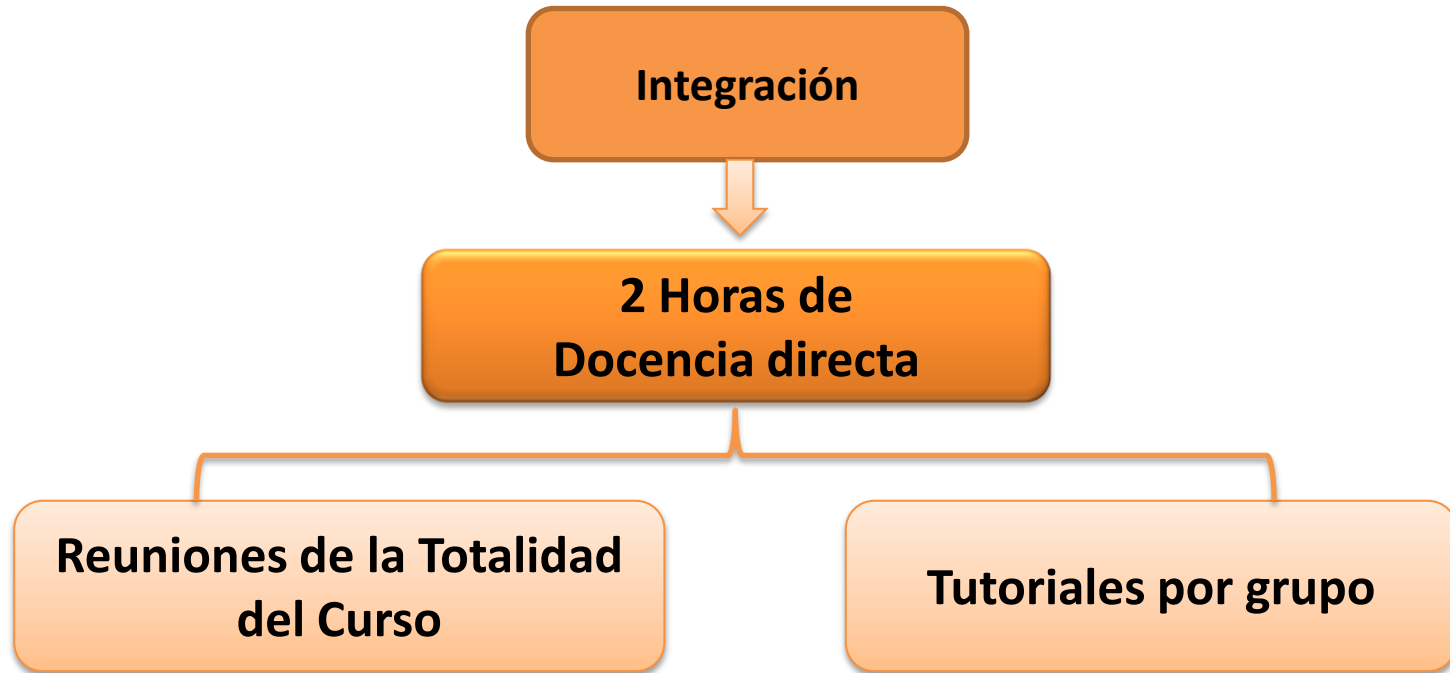 Integración
2 Horas de
Docencia directa
Reuniones de la Totalidad
del Curso
Tutoriales por grupo